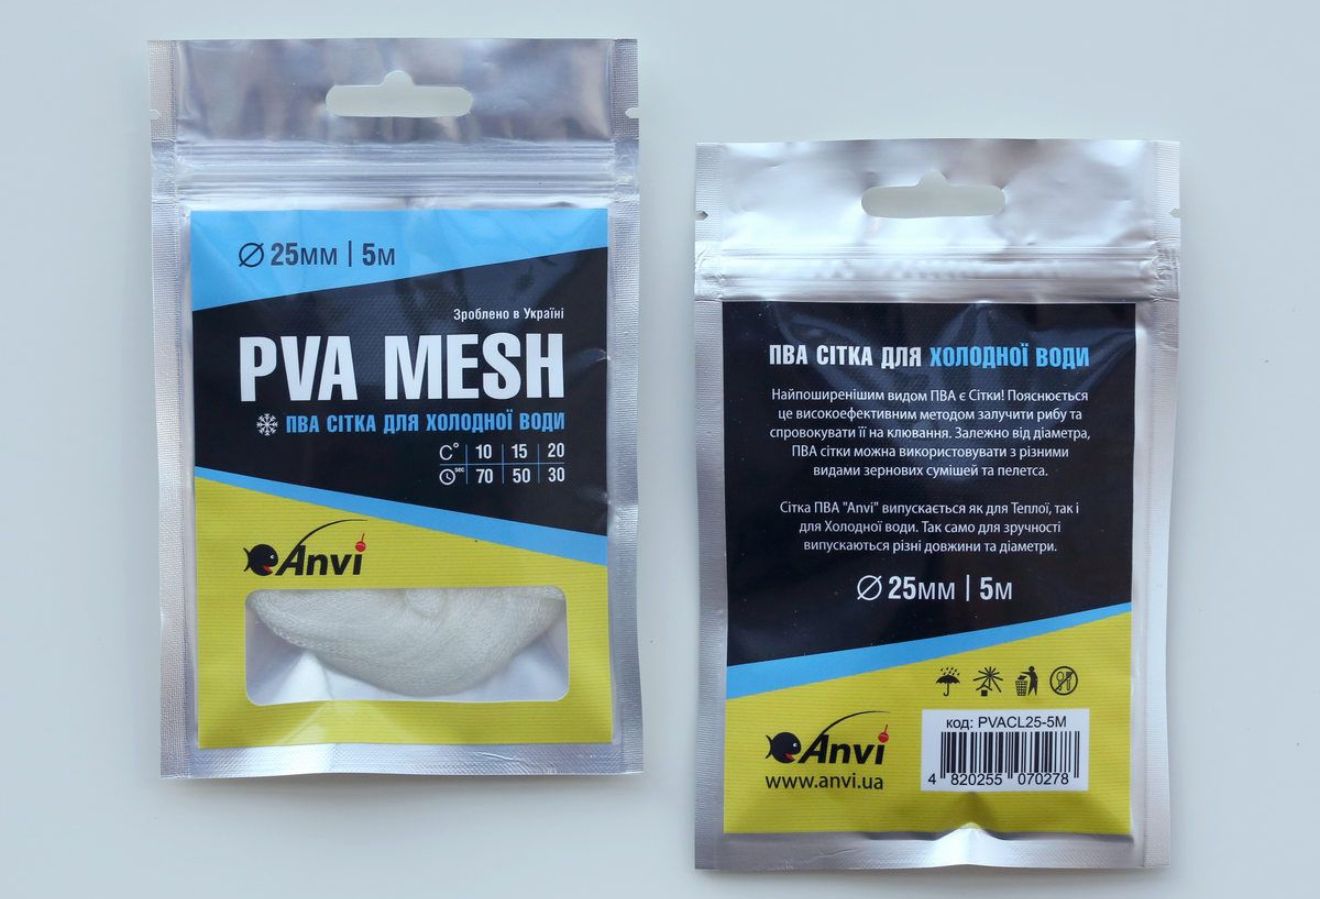 Ø 25мм | 5м
Зроблено в Україні
PVA MESH
ПВА СІТКА ДЛЯ ХОЛОДНОЇ ВОДИ
C° | 10 | 15 | 20
sec | 70 | 50 | 30
Anvi
ПВА СІТКА ДЛЯ ХОЛОДНОЇ ВОДИ
Найпоширенішим видом ПВА є Сітки! Пояснюється
це високоефективним методом залучити рибу та
спровокувати її на клювання. Залежно від діаметра,
ПВА сітки можна використовувати з різними
видами зернових сумішей та пелетса.
Сітка ПВА "Anvi" випускається як для Теплої, так і
для Холодної води. Так само для зручності
випускаються різні довжини та діаметри.
Ø 25мм | 5м
Anvi
www.anvi.ua
код: PVACL25-5M
4 820255 070278